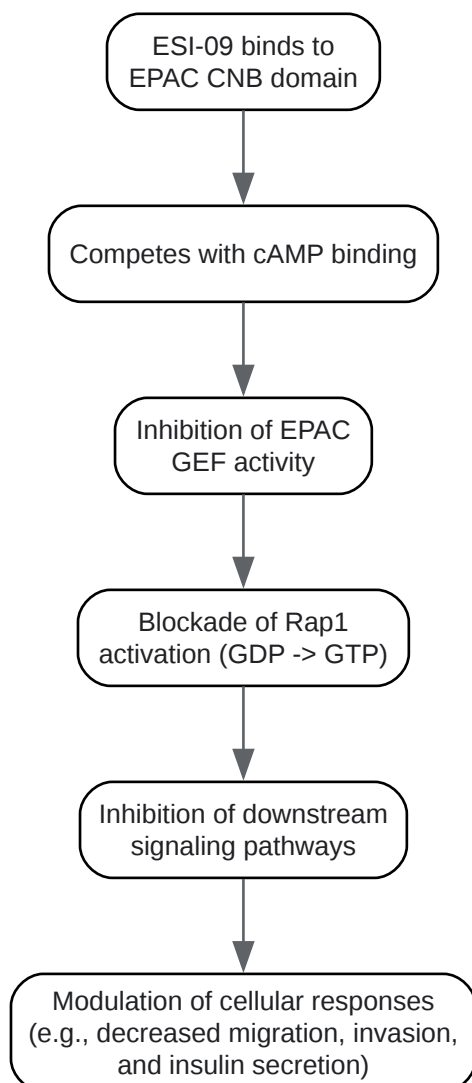 ESI-09 binds to
EPAC CNB domain
Competes with cAMP binding
Inhibition of EPAC
GEF activity
Blockade of Rap1
activation (GDP -> GTP)
Inhibition of downstream
signaling pathways
Modulation of cellular responses
(e.g., decreased migration, invasion,
and insulin secretion)